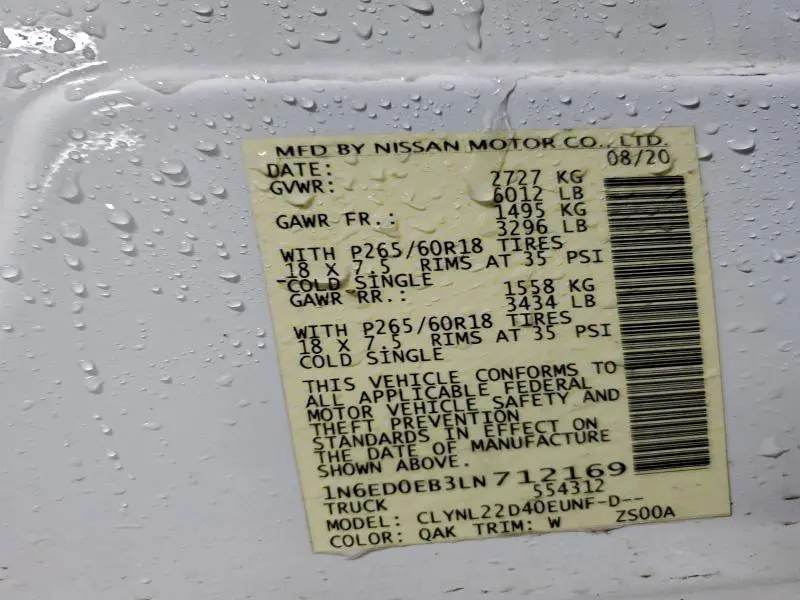 MFD BY NISSAN MOTOR CO., LTD.
DATE: 08/20
GVWR: 2727 KG
6012 LB
GAWR FR.: 1495 KG
3296 LB
WITH P265/60R18 TIRES
18 X 7.5 RIMS AT 35 PSI
COLD SINGLE
GAWR RR.: 1558 KG
3434 LB
WITH P265/60R18 TIRES
18 X 7.5 RIMS AT 35 PSI
COLD SINGLE
THIS VEHICLE CONFORMS TO
ALL APPLICABLE FEDERAL
MOTOR VEHICLE SAFETY AND
THEFT PREVENTION
STANDARDS IN EFFECT ON
THE DATE OF MANUFACTURE
SHOWN ABOVE.
1N6ED0EB3LN712169
TRUCK 554312
MODEL: CLYNL22D40EUNF-D--
COLOR: QAK TRIM: W ZS00A